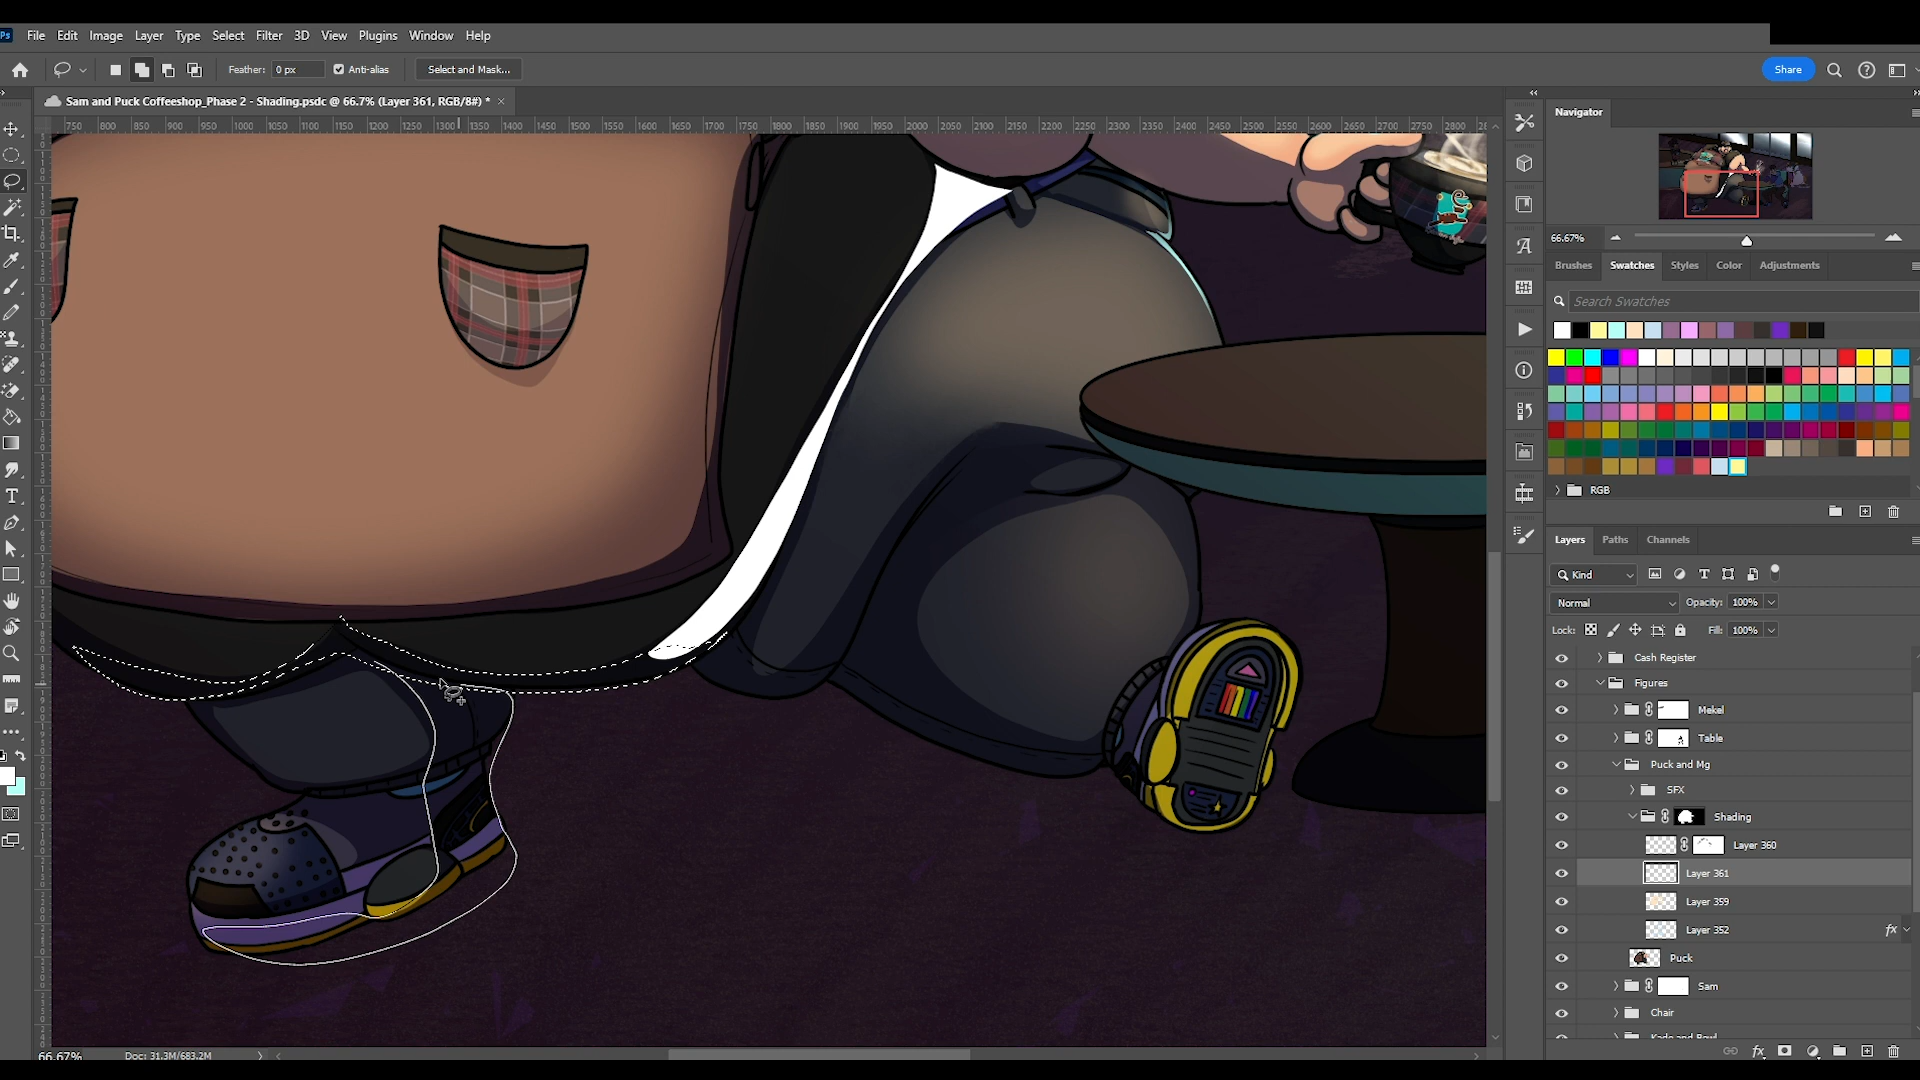 Ps File Edit Image Layer Type Select Filter 3D View Plugins Window Help
Feather: 0 px Anti-alias Select and Mask... Share
Sam and Puck Coffeeshop_Phase 2 - Shading.psdc @ 66.7% (Layer 361, RGB/8#) * ×
750 800 850 900 950 1000 1050 1100 1150 1200 1250 1300 1350 1400 1450 1500 1550 1600 1650 1700 1750 1800 1850 1900 1950 2000 2050 2100 2150 2200 2250 2300 2350 2400 2450 2500 2550 2600 2650 2700 2750 2800
Navigator
66.67%
Brushes Swatches Styles Color Adjustments
Search Swatches
RGB
Layers Paths Channels
Kind
Normal Opacity: 100%
Lock: Fill: 100%
Cash Register
Figures
Mekel
Table
Puck and Mg
SFX
Shading
Layer 360
Layer 361
Layer 359
Layer 352 fx
Puck
Sam
Chair
Kade and Bowl
66.67% Doc: 31.3M/683.2M